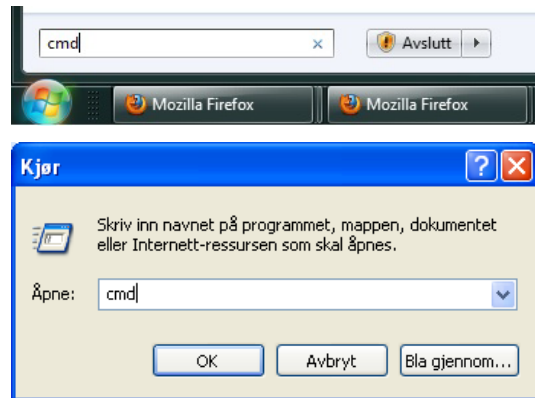 cmd
Avslutt
Mozilla Firefox
Mozilla Firefox
Kjør
Skriv inn navnet på programmet, mappen, dokumentet
eller Internett-ressursen som skal åpnes.
Åpne:
cmd
OK
Avbryt
Bla gjennom...